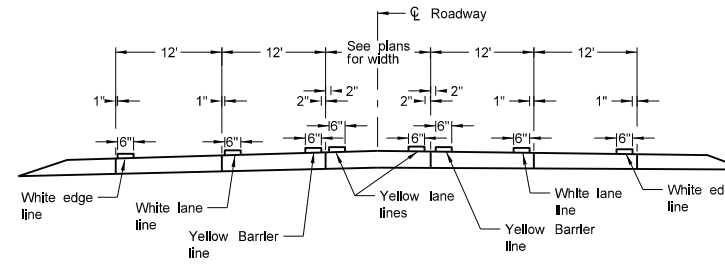 ℄ Roadway
12'
12'
See plans
for width
12'
12'
2"
1"
1"
2"
2"
1"
1"
6"
6"
6"
6"
6"
6"
6"
6"
White edge
line
White lane
line
Yellow Barrier
line
Yellow lane
lines
Yellow Barrier
line
White lane
line
White ed
line